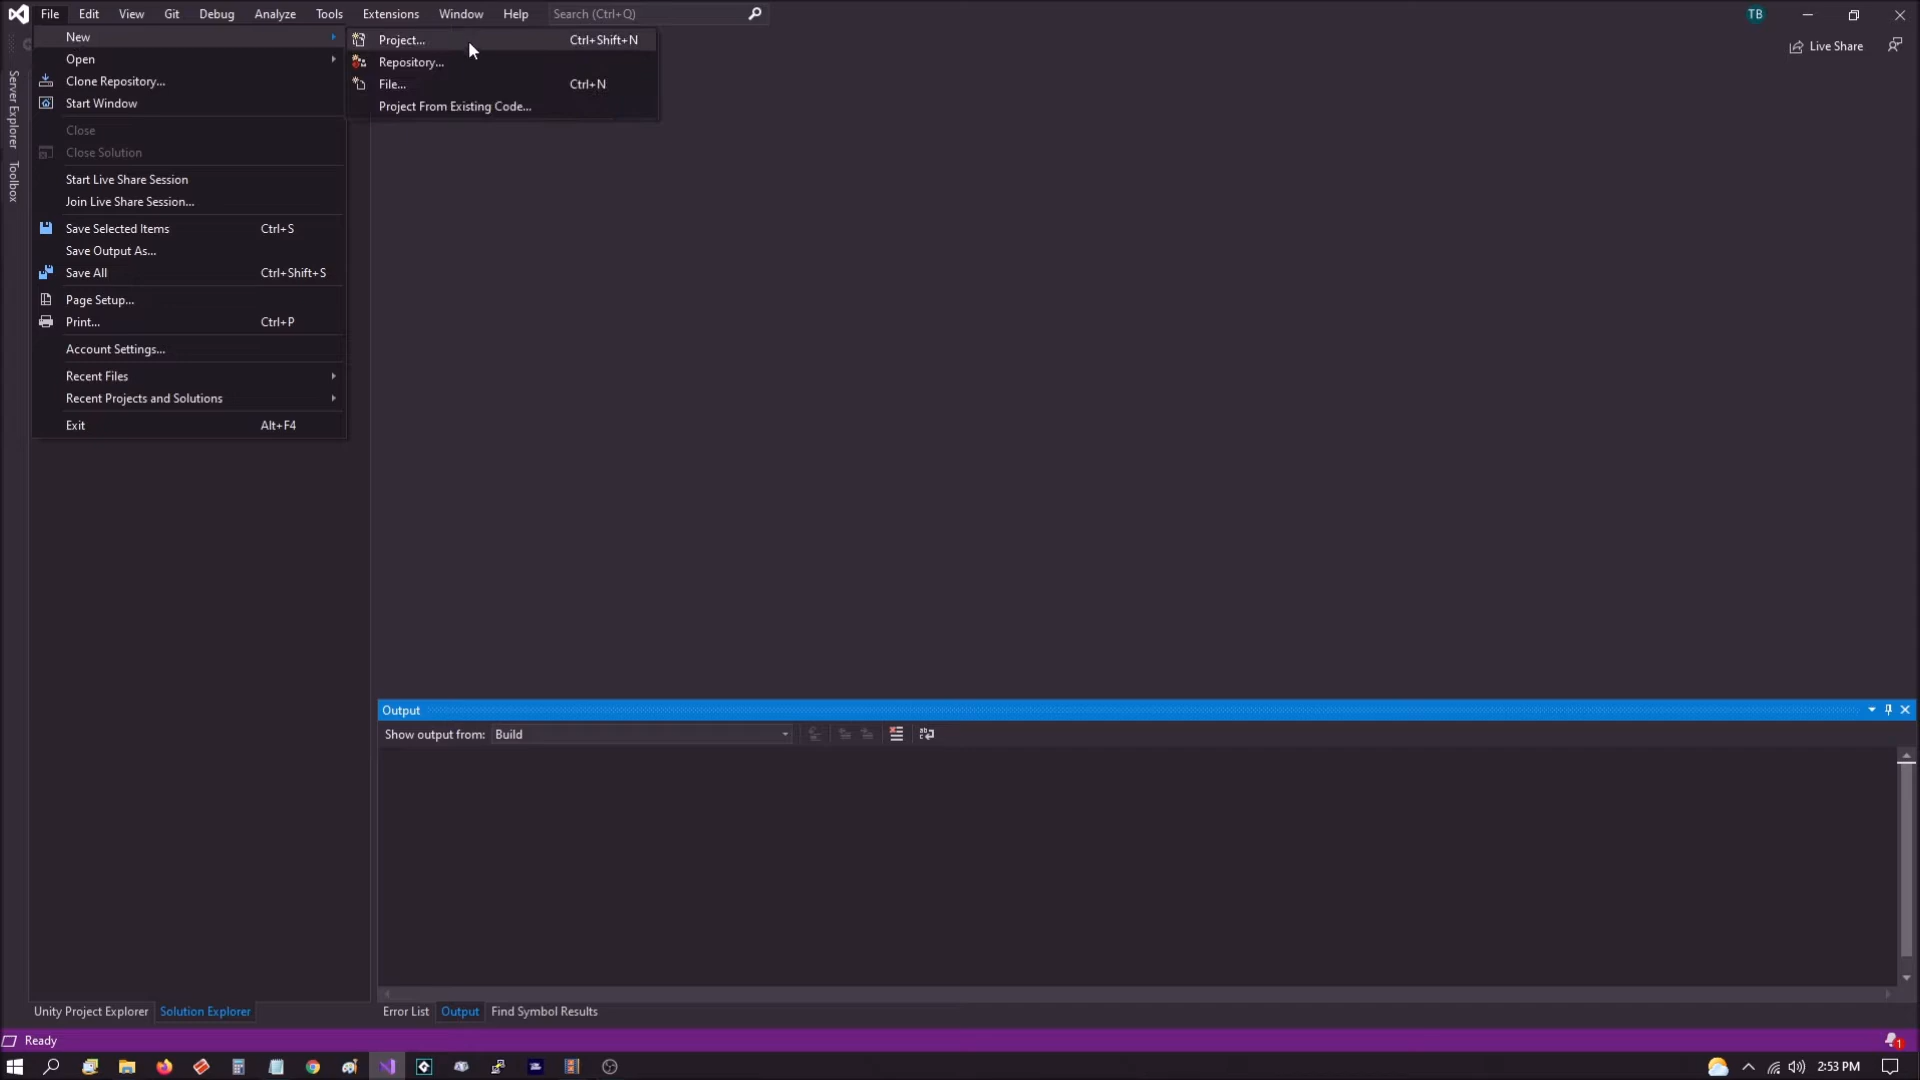 File Edit View Git Debug Analyze Tools Extensions Window Help Search (Ctrl+Q) TB
Live Share
New
Open
Clone Repository...
Start Window
Close
Close Solution
Start Live Share Session
Join Live Share Session...
Save Selected Items Ctrl+S
Save Output As...
Save All Ctrl+Shift+S
Page Setup...
Print... Ctrl+P
Account Settings...
Recent Files
Recent Projects and Solutions
Exit Alt+F4
Project... Ctrl+Shift+N
Repository...
File... Ctrl+N
Project From Existing Code...
Server Explorer
Toolbox
Output
Show output from: Build
Unity Project Explorer Solution Explorer Error List Output Find Symbol Results
Ready 1
2:53 PM